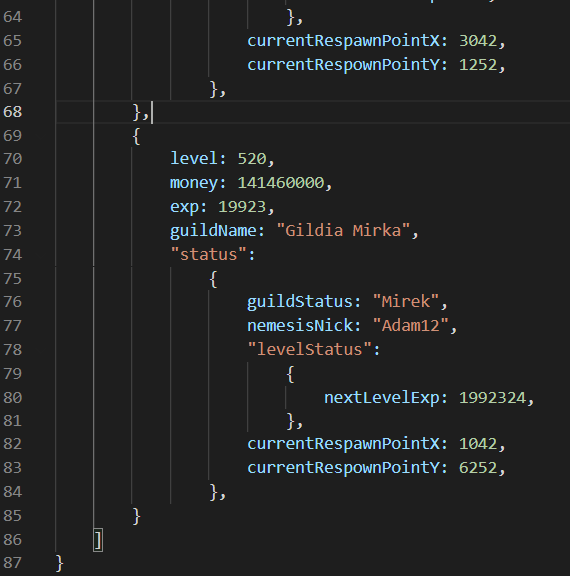 64 },
65 currentRespawnPointX: 3042,
66 currentRespownPointY: 1252,
67 },
68 },
69 {
70 level: 520,
71 money: 141460000,
72 exp: 19923,
73 guildName: "Gildia Mirka",
74 "status":
75 {
76 guildStatus: "Mirek",
77 nemesisNick: "Adam12",
78 "levelStatus":
79 {
80 nextLevelExp: 1992324,
81 },
82 currentRespawnPointX: 1042,
83 currentRespownPointY: 6252,
84 },
85 }
86 ]
87 }